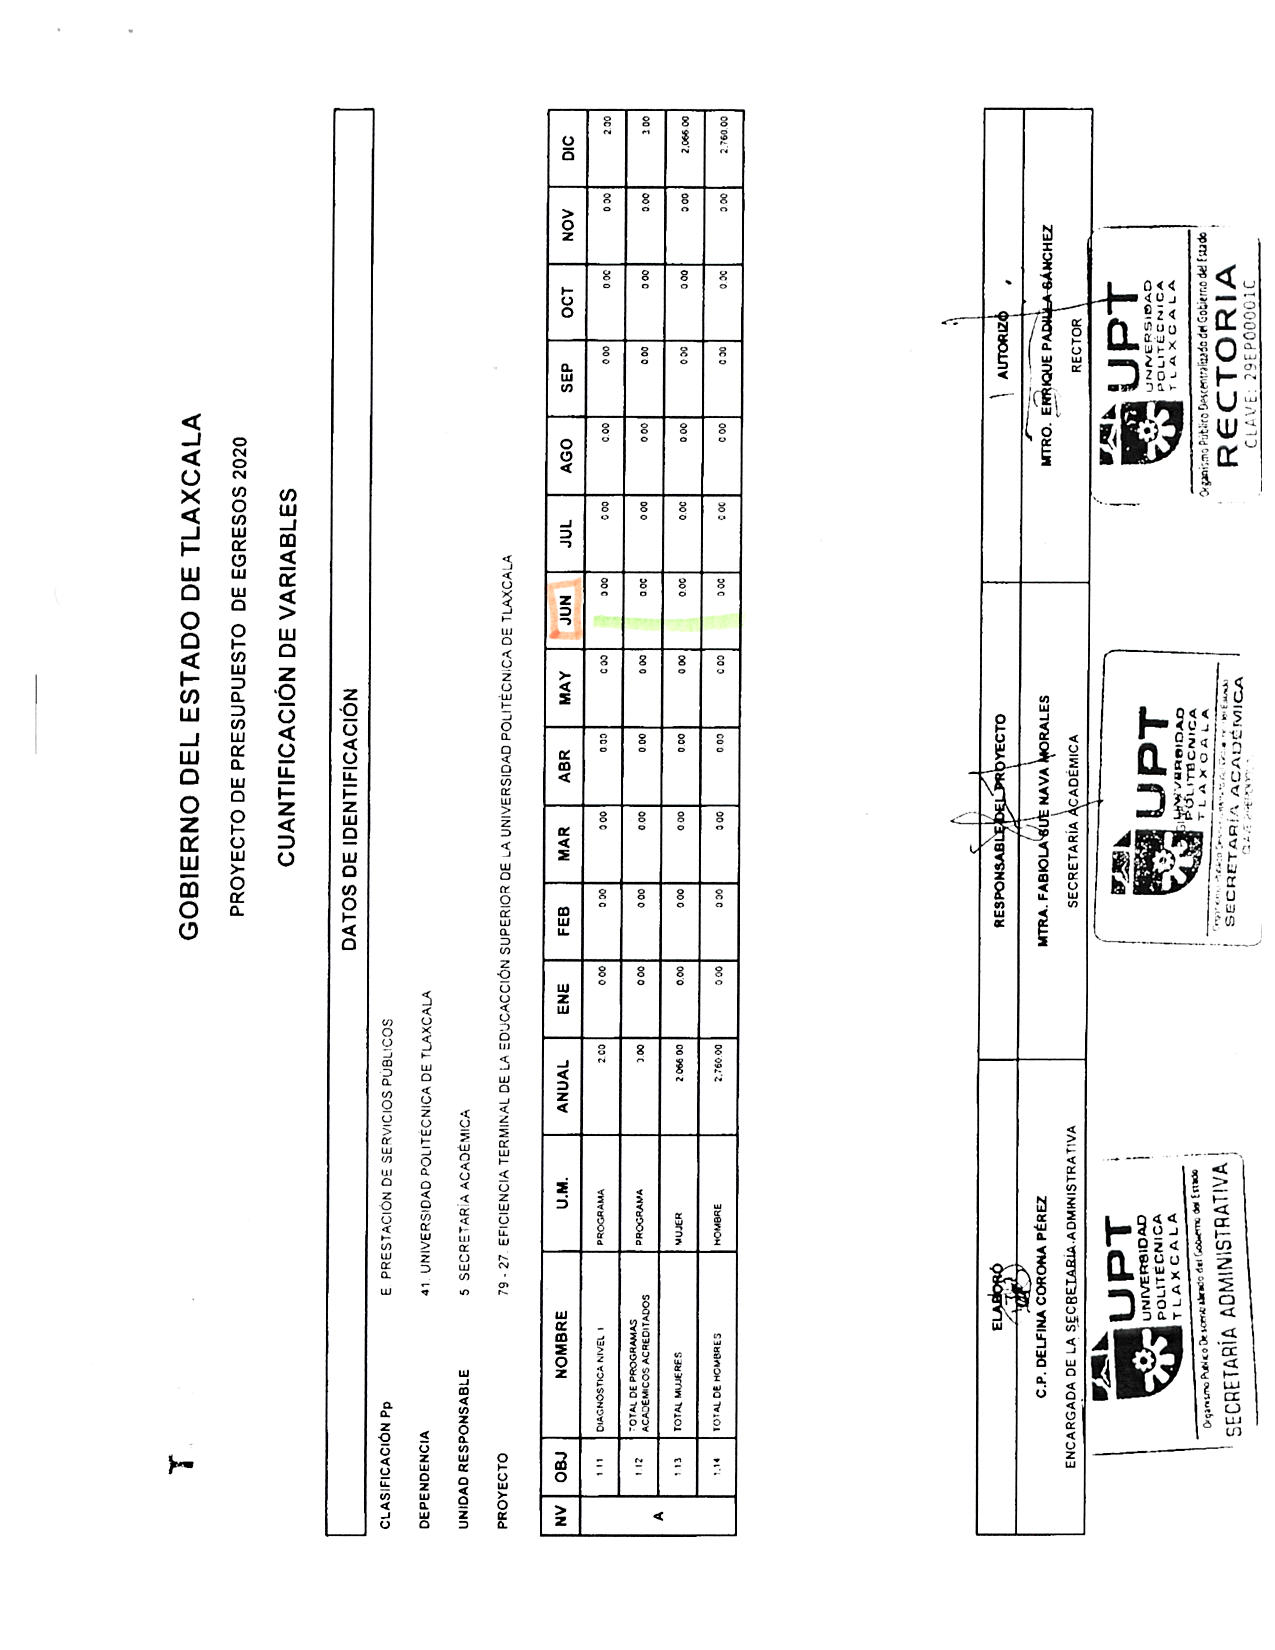 GOBIERNO DEL ESTADO DE TLAXCALA
PROYECTO DE PRESUPUESTO DE EGRESOS 2020
CUANTIFICACIÓN DE VARIABLES
DATOS DE IDENTIFICACIÓN
CLASIFICACIÓN Pp E PRESTACIÓN DE SERVICIOS PÚBLICOS
DEPENDENCIA 41. UNIVERSIDAD POLITÉCNICA DE TLAXCALA
UNIDAD RESPONSABLE 5 SECRETARÍA ACADÉMICA
PROYECTO 79 - 27. EFICIENCIA TERMINAL DE LA EDUCACCIÓN SUPERIOR DE LA UNIVERSIDAD POLITÉCNICA DE TLAXCALA
NV OBJ NOMBRE U.M. ANUAL ENE FEB MAR ABR MAY JUN JUL AGO SEP OCT NOV DIC
A
1.11 DIAGNÓSTICA NIVEL 1 PROGRAMA 2.00 0.00 0.00 0.00 0.00 0.00 0.00 0.00 0.00 0.00 0.00 0.00 2.00
1.12 TOTAL DE PROGRAMAS ACADEMICOS ACREDITADOS PROGRAMA 0.00 0.00 0.00 0.00 0.00 0.00 0.00 0.00 0.00 0.00 0.00
1.13 TOTAL MUJERES MUJER 2,066.00 0.00 0.00 0.00 0.00 0.00 0.00 0.00 0.00 0.00 0.00 0.00 2,066.00
1.14 TOTAL DE HOMBRES HOMBRE 2,760.00 0.00 0.00 0.00 0.00 0.00 0.00 0.00 0.00 0.00 0.00 0.00 2,760.00
ELABORÓ RESPONSABLE DEL PROYECTO AUTORIZÓ
C.P. DELFINA CORONA PÉREZ MTRA. FABIOLA SUE NAVA MORALES MTRO. ENRIQUE PADILLA SÁNCHEZ
ENCARGADA DE LA SECRETARÍA ADMINISTRATIVA SECRETARÍA ACADÉMICA RECTOR
UPT
UNIVERSIDAD
POLITECNICA
TLAXCALA
Organismo Publico Descentralizado del Gobierno del Estado
SECRETARÍA ADMINISTRATIVA
UPT
UNIVERSIDAD
POLITECNICA
TLAXCALA
SECRETARÍA ACADÉMICA
UPT
UNIVERSIDAD
POLITÉCNICA
TLAXCALA
Organismo Público Descentralizado del Gobierno del Estado
RECTORIA
CLAVE: 29EPO0001C